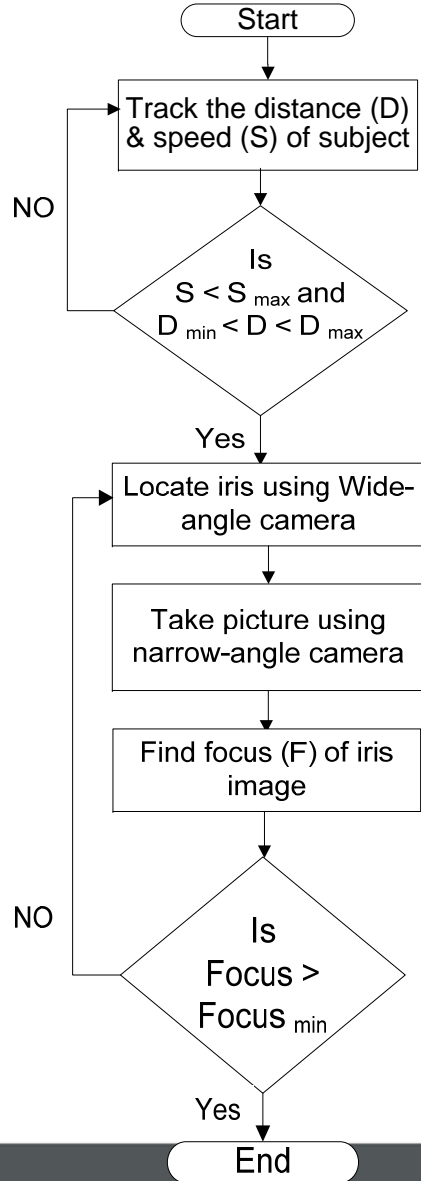 Start
Track the distance (D)
& speed (S) of subject
NO
Is
S < S max and
D min < D < D max
Yes
Locate iris using Wide-
angle camera
Take picture using
narrow-angle camera
Find focus (F) of iris
image
NO
Is
Focus >
Focus min
Yes
End